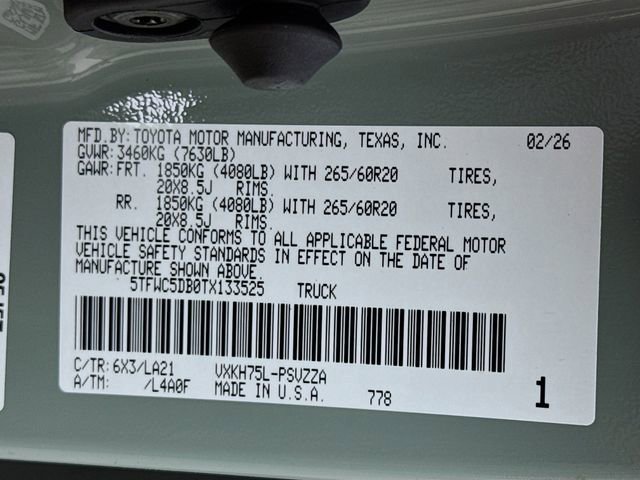 MFD.BY:TOYOTA MOTOR MANUFACTURING, TEXAS, INC. 02/26
GVWR:3460KG (7630LB)
GAWR:FRT. 1850KG (4080LB) WITH 265/60R20 TIRES,
20X8.5J RIMS.
RR. 1850KG (4080LB) WITH 265/60R20 TIRES,
20X8.5J RIMS.
THIS VEHICLE CONFORMS TO ALL APPLICABLE FEDERAL MOTOR
VEHICLE SAFETY STANDARDS IN EFFECT ON THE DATE OF
MANUFACTURE SHOWN ABOVE.
5TFWC5DB0TX133525 TRUCK
C/TR:6X3/LA21 VXKH75L-PSVZZA
A/TM: /L4A0F MADE IN U.S.A. 778 1